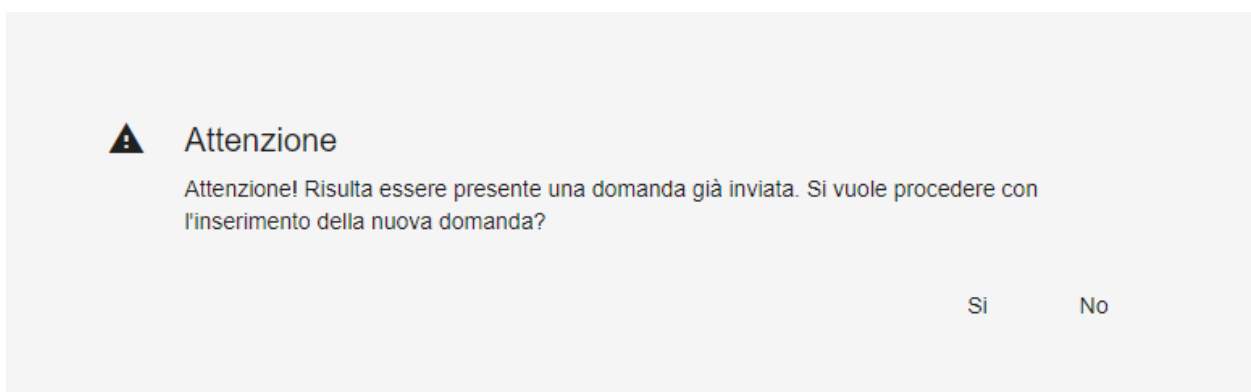 Attenzione
Attenzione! Risulta essere presente una domanda già inviata. Si vuole procedere con
l'inserimento della nuova domanda?
Si No